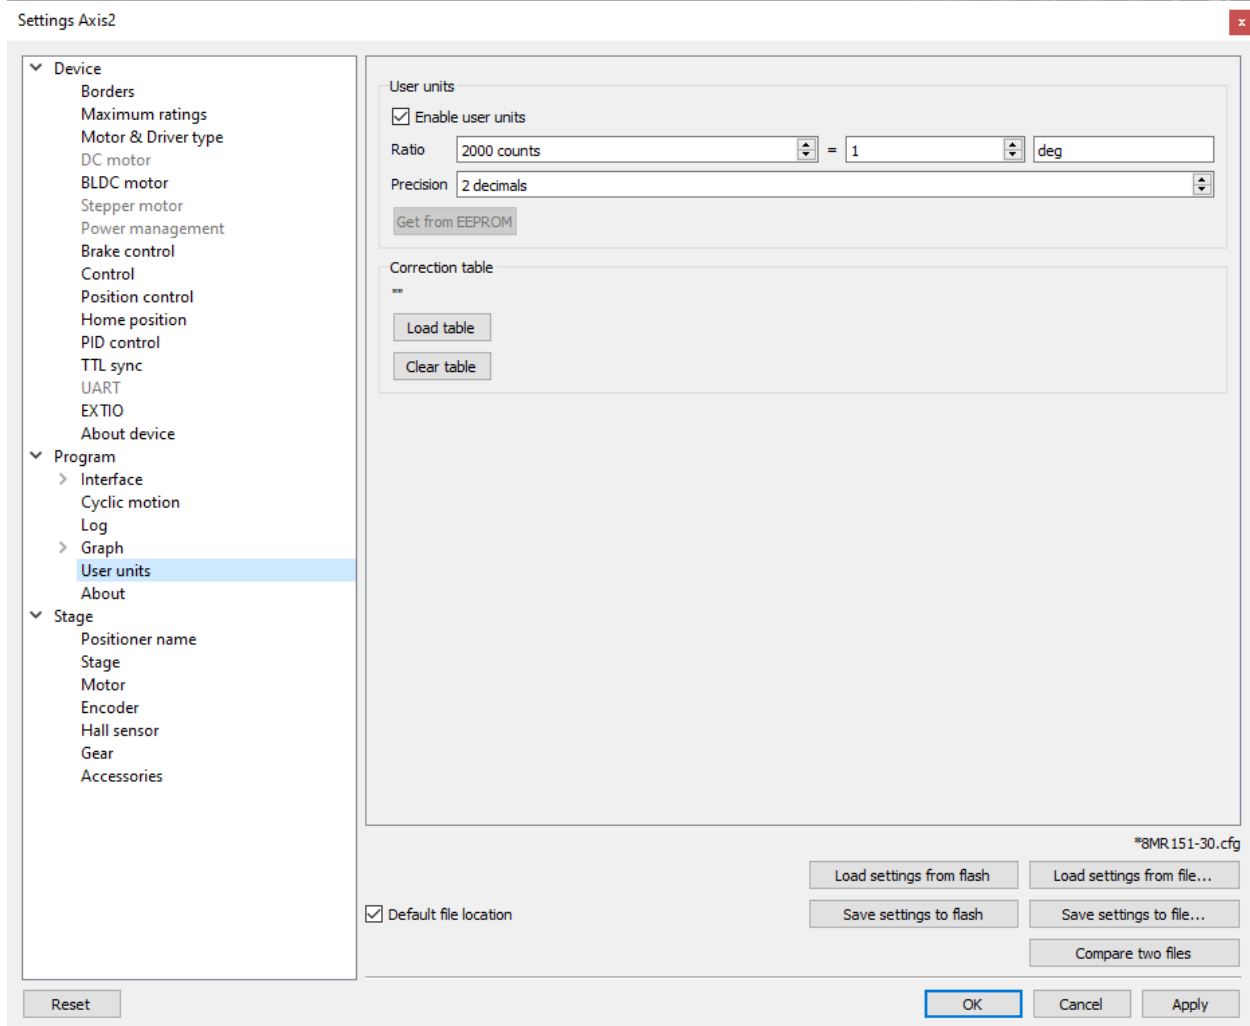 Settings Axis2
x
Device
Borders
Maximum ratings
Motor & Driver type
DC motor
BLDC motor
Stepper motor
Power management
Brake control
Control
Position control
Home position
PID control
TTL sync
UART
EXTIO
About device
Program
Interface
Cyclic motion
Log
Graph
User units
About
Stage
Positioner name
Stage
Motor
Encoder
Hall sensor
Gear
Accessories
User units
Enable user units
Ratio 2000 counts = 1 deg
Precision 2 decimals
Get from EEPROM
Correction table
""
Load table
Clear table
*8MR151-30.cfg
Load settings from flash Load settings from file...
Default file location Save settings to flash Save settings to file...
Compare two files
Reset OK Cancel Apply